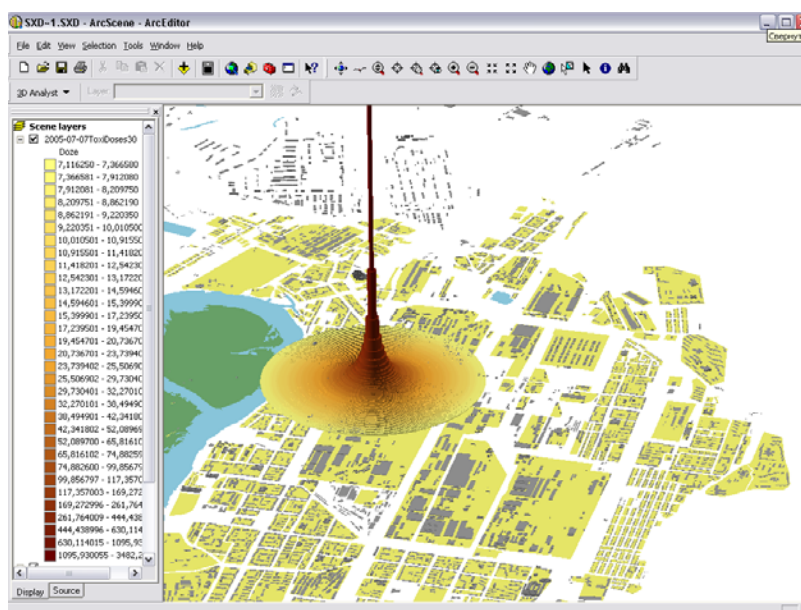 SXD-1.SXD - ArcScene - ArcEditor
Свернут
File Edit View Selection Tools Window Help
3D Analyst Layer:
Scene layers
2005-07-07ToxiDoses30
Doze
7,116250 - 7,366580
7,366581 - 7,912080
7,912081 - 8,209750
8,209751 - 8,862190
8,862191 - 9,220350
9,220351 - 10,010500
10,010501 - 10,91550
10,915501 - 11,41820
11,418201 - 12,54230
12,542301 - 13,17220
13,172201 - 14,59460
14,594601 - 15,39990
15,399901 - 17,23950
17,239501 - 19,45470
19,454701 - 20,73670
20,736701 - 23,73940
23,739402 - 25,50690
25,506902 - 29,73040
29,730401 - 32,27010
32,270101 - 38,49490
38,494901 - 42,34180
42,341802 - 52,08969
52,089700 - 65,81610
65,816102 - 74,88259
74,882600 - 99,85679
99,856797 - 117,3570
117,357003 - 169,272
169,272996 - 261,764
261,764009 - 444,438
444,438996 - 630,114
630,114015 - 1095,93
1095,930055 - 3482,2
Display Source